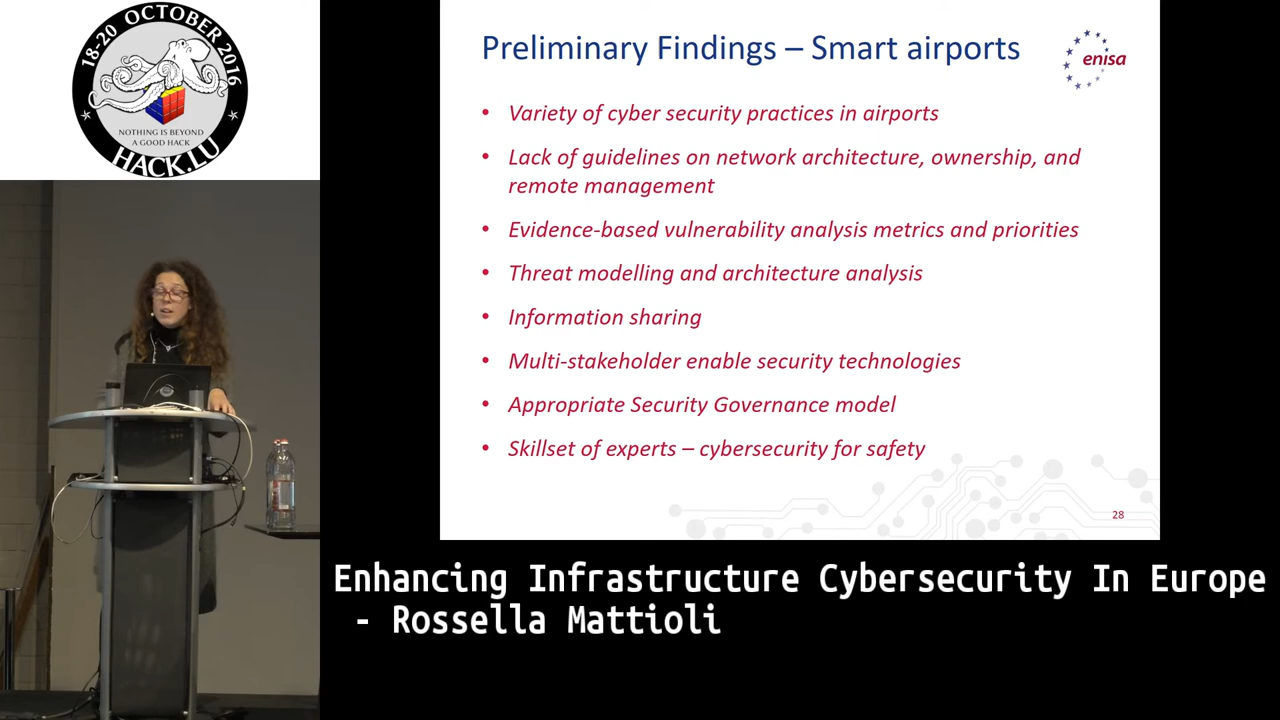 18-20 OCTOBER 2016
NOTHING IS BEYOND
A GOOD HACK
HACK.LU
Preliminary Findings – Smart airports
enisa
• Variety of cyber security practices in airports
• Lack of guidelines on network architecture, ownership, and
remote management
• Evidence-based vulnerability analysis metrics and priorities
• Threat modelling and architecture analysis
• Information sharing
• Multi-stakeholder enable security technologies
• Appropriate Security Governance model
• Skillset of experts – cybersecurity for safety
28
Enhancing Infrastructure Cybersecurity In Europe
- Rossella Mattioli